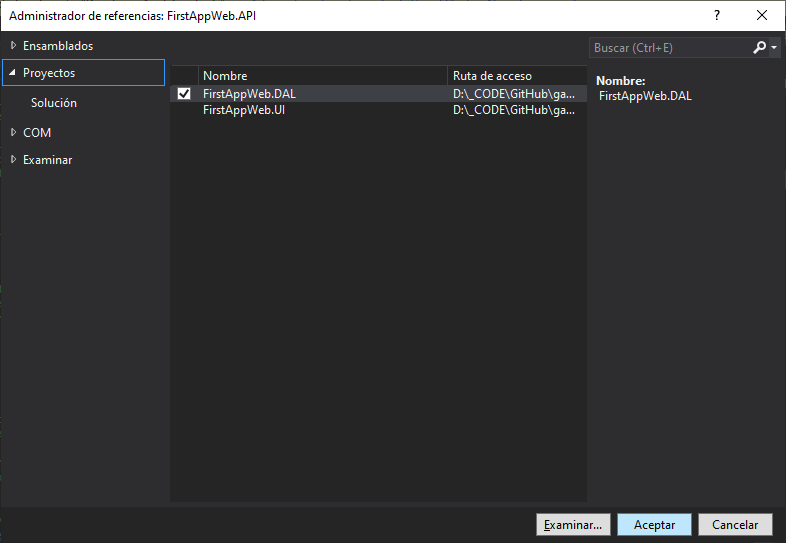 Administrador de referencias: FirstAppWeb.API
?
Ensamblados
Proyectos
Solución
COM
Examinar
Nombre Ruta de acceso
FirstAppWeb.DAL D:\_CODE\GitHub\ga...
FirstAppWeb.UI D:\_CODE\GitHub\ga...
Buscar (Ctrl+E)
Nombre:
FirstAppWeb.DAL
Examinar... Aceptar Cancelar